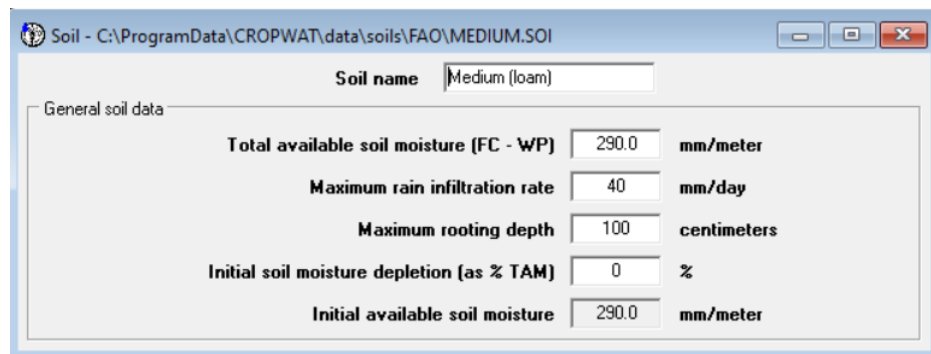 Soil - C:\ProgramData\CROPWAT\data\soils\FAO\MEDIUM.SOI
Soil name Medium (loam)
General soil data
Total available soil moisture (FC - WP) 290.0 mm/meter
Maximum rain infiltration rate 40 mm/day
Maximum rooting depth 100 centimeters
Initial soil moisture depletion (as % TAM) 0 %
Initial available soil moisture 290.0 mm/meter